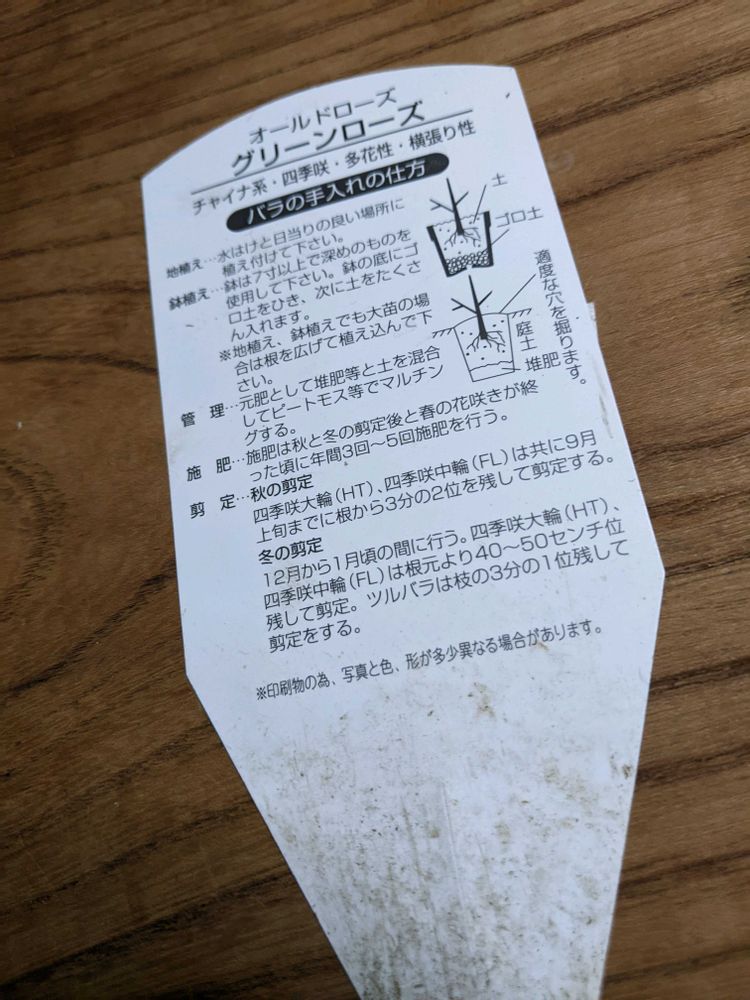 オールドローズ
グリーンローズ
チャイナ系・四季咲・多花性・横張り性
バラの手入れの仕方
地植え…水はけと日当りの良い場所に
植え付けて下さい。
鉢植え…鉢は7寸以上で深めのものを
使用して下さい。鉢の底にゴ
ロ土をひき、次に土をたくさ
ん入れます。
※地植え、鉢植えでも大苗の場
合は根を広げて植え込んで下
さい。
土
ゴロ土
適度な穴を掘ります。
庭土
堆肥
管　理…元肥として堆肥等と土を混合
してピートモス等でマルチン
グする。
施　肥…施肥は秋と冬の剪定後と春の花咲きが終
った頃に年間3回～5回施肥を行う。
剪　定…秋の剪定
四季咲大輪(HT)、四季咲中輪(FL)は共に9月
上旬までに根から3分の2位を残して剪定する。
冬の剪定
12月から1月頃の間に行う。四季咲大輪(HT)、
四季咲中輪(FL)は根元より40～50センチ位
残して剪定。ツルバラは枝の3分の1位残して
剪定をする。
※印刷物の為、写真と色、形が多少異なる場合があります。